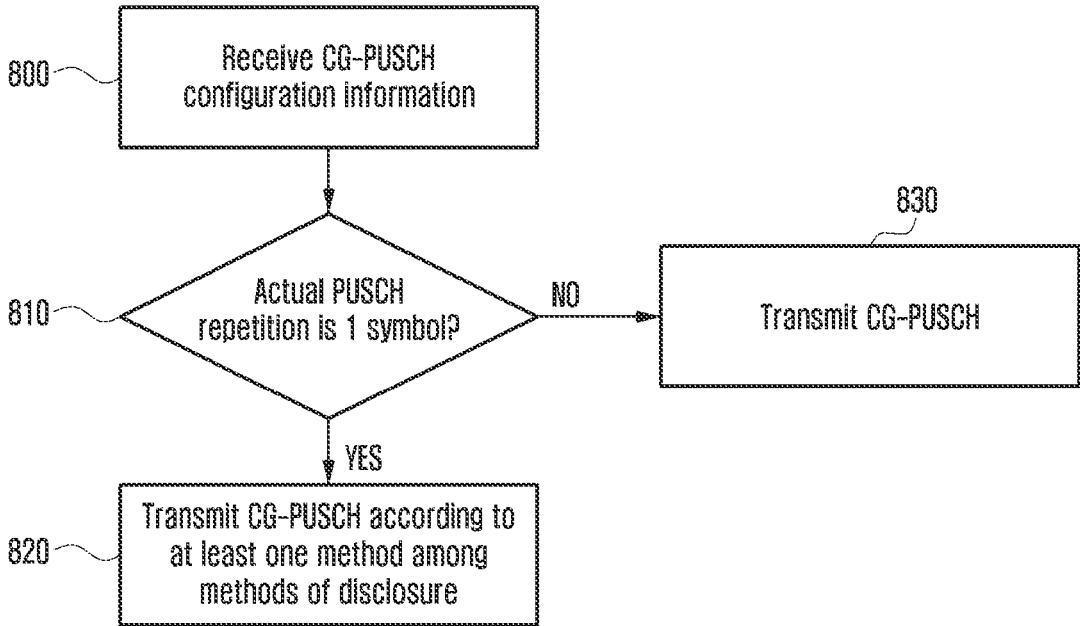 800
Receive CG-PUSCH
configuration information
810
Actual PUSCH
repetition is 1 symbol?
NO
830
Transmit CG-PUSCH
YES
820
Transmit CG-PUSCH according to
at least one method among
methods of disclosure